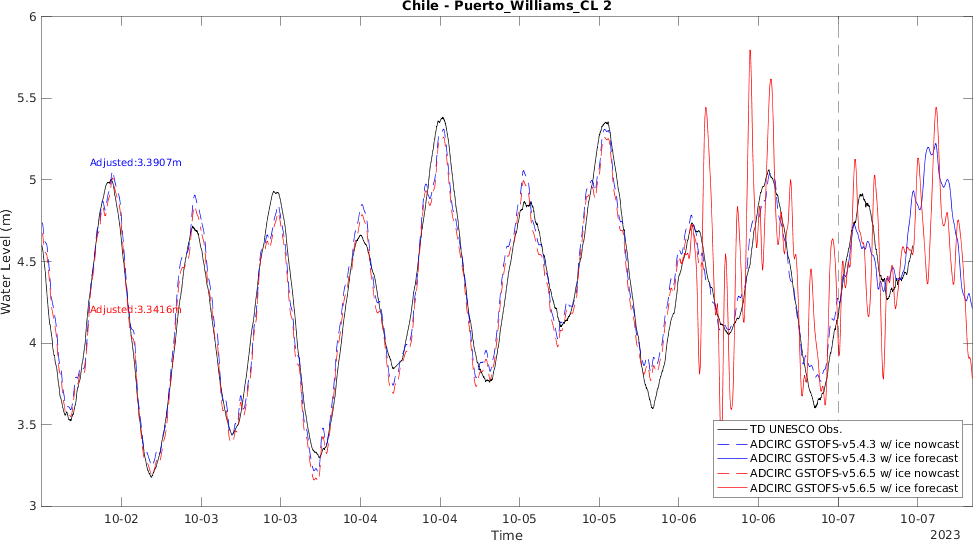 Chile - Puerto_Williams_CL 2
6
5.5
5
4.5
4
3.5
3
Water Level (m)
Adjusted:3.3907m
Adjusted:3.3416m
TD UNESCO Obs.
ADCIRC GSTOFS-v5.4.3 w/ ice nowcast
ADCIRC GSTOFS-v5.4.3 w/ ice forecast
ADCIRC GSTOFS-v5.6.5 w/ ice nowcast
ADCIRC GSTOFS-v5.6.5 w/ ice forecast
10-02 10-03 10-03 10-04 10-04 10-05 10-05 10-06 10-06 10-07 10-07
Time
2023